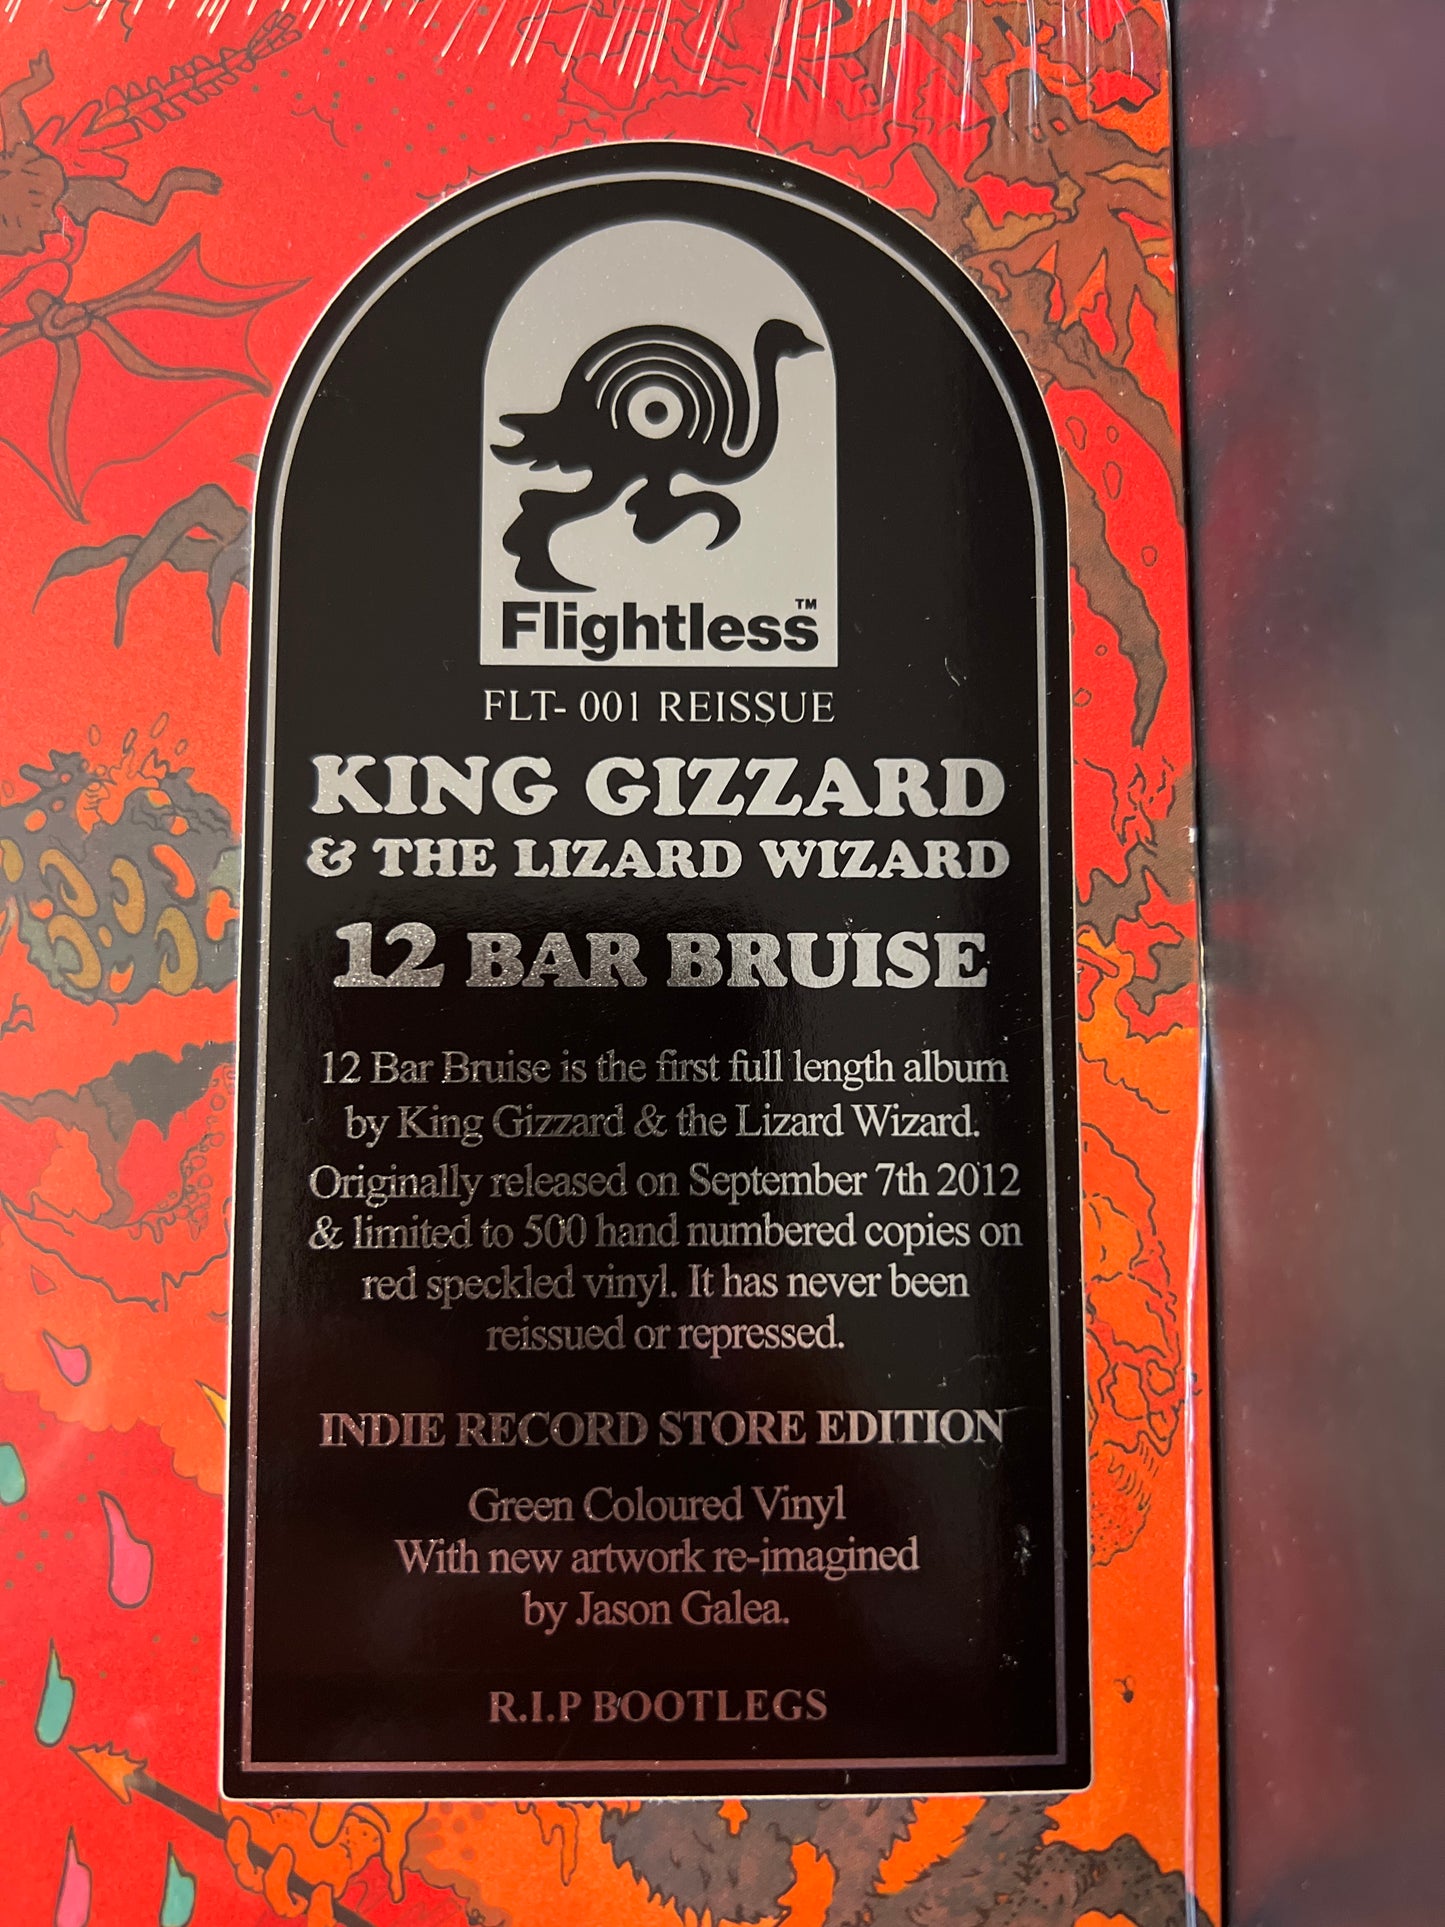 Flightless™
FLT- 001 REISSUE
KING GIZZARD
& THE LIZARD WIZARD
12 BAR BRUISE
12 Bar Bruise is the first full length album
by King Gizzard & the Lizard Wizard.
Originally released on September 7th 2012
& limited to 500 hand numbered copies on
red speckled vinyl. It has never been
reissued or repressed.
INDIE RECORD STORE EDITION
Green Coloured Vinyl
With new artwork re-imagined
by Jason Galea.
R.I.P BOOTLEGS